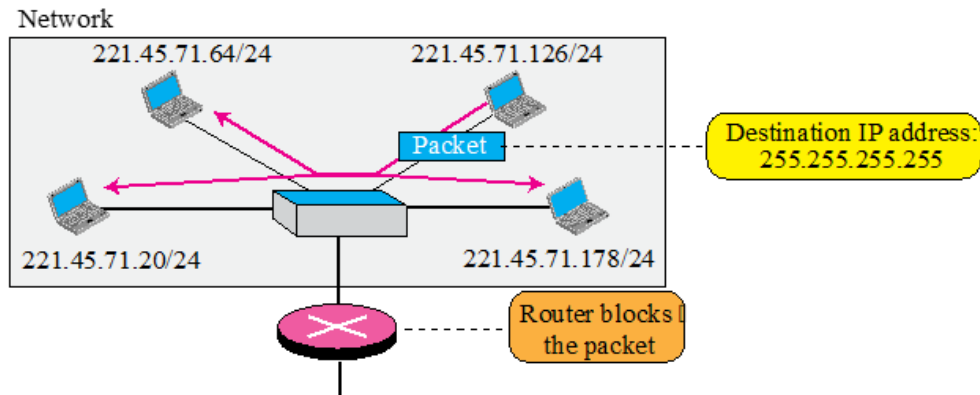 Network
221.45.71.64/24
221.45.71.126/24
Packet
Destination IP address:
255.255.255.255
221.45.71.20/24
221.45.71.178/24
Router blocks
the packet